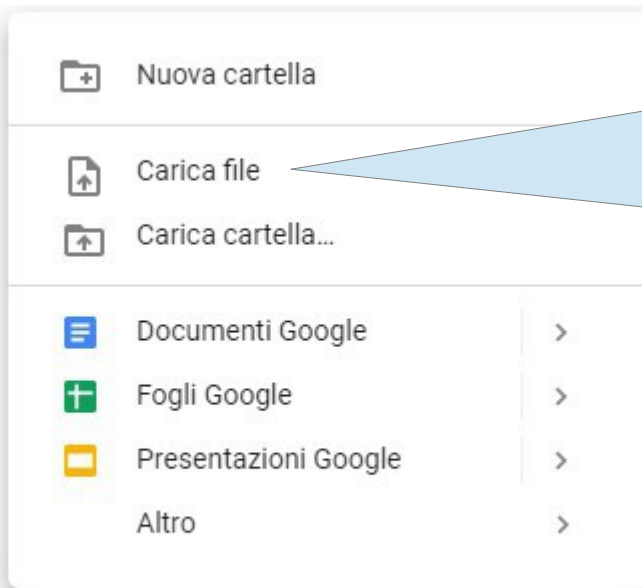 Nuova cartella
Carica file
Carica cartella...
Documenti Google
Fogli Google
Presentazioni Google
Altro